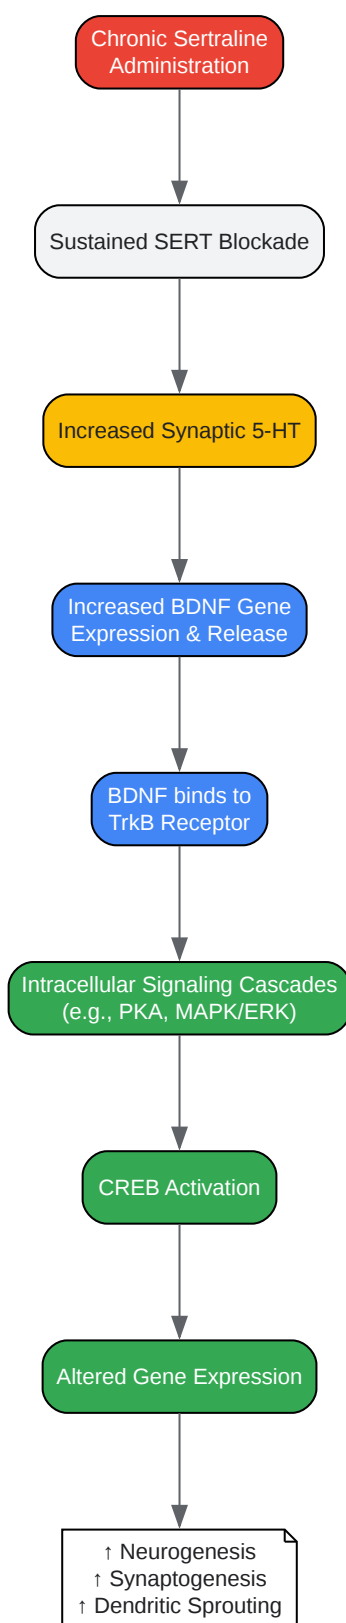 Chronic Sertraline
Administration
Sustained SERT Blockade
Increased Synaptic 5-HT
Increased BDNF Gene
Expression & Release
BDNF binds to
TrkB Receptor
Intracellular Signaling Cascades
(e.g., PKA, MAPK/ERK)
CREB Activation
Altered Gene Expression
↑ Neurogenesis
↑ Synaptogenesis
↑ Dendritic Sprouting